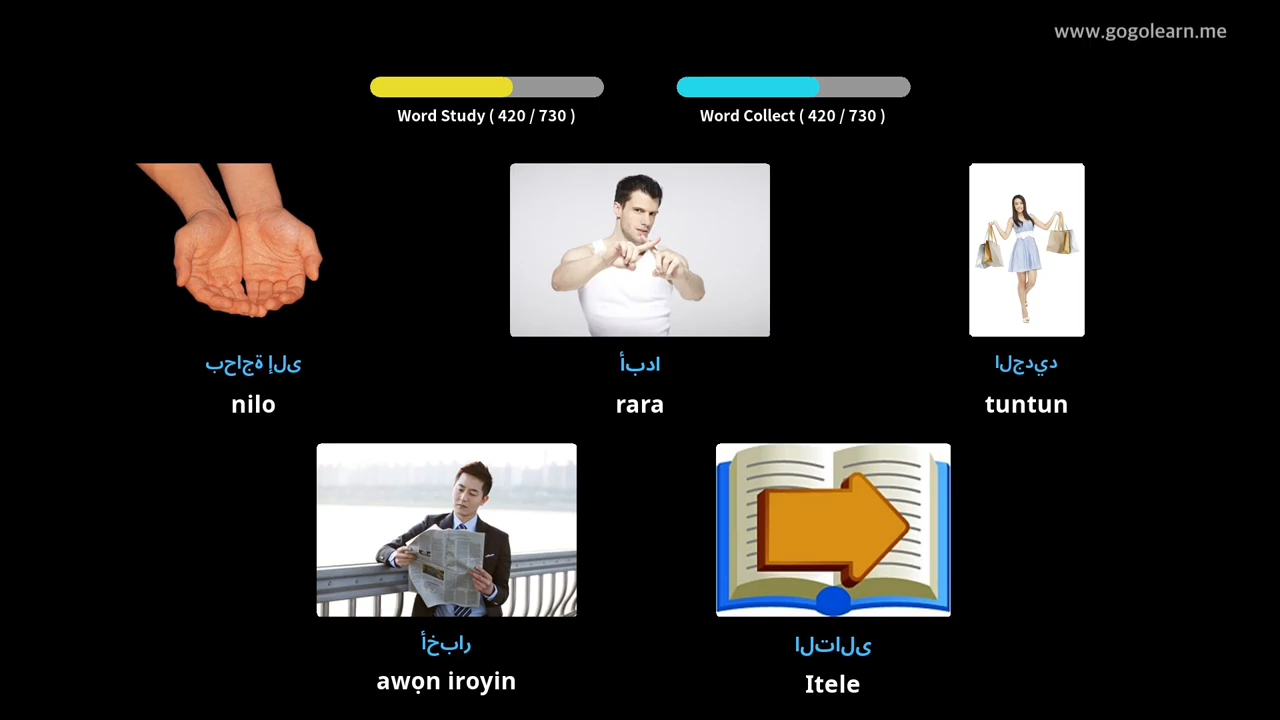 www.gogolearn.me
Word Study ( 420 / 730 )
Word Collect ( 420 / 730 )
بحاجة إلى
nilo
أبدا
rara
الجديد
tuntun
أخبار
awọn iroyin
التالى
Itele